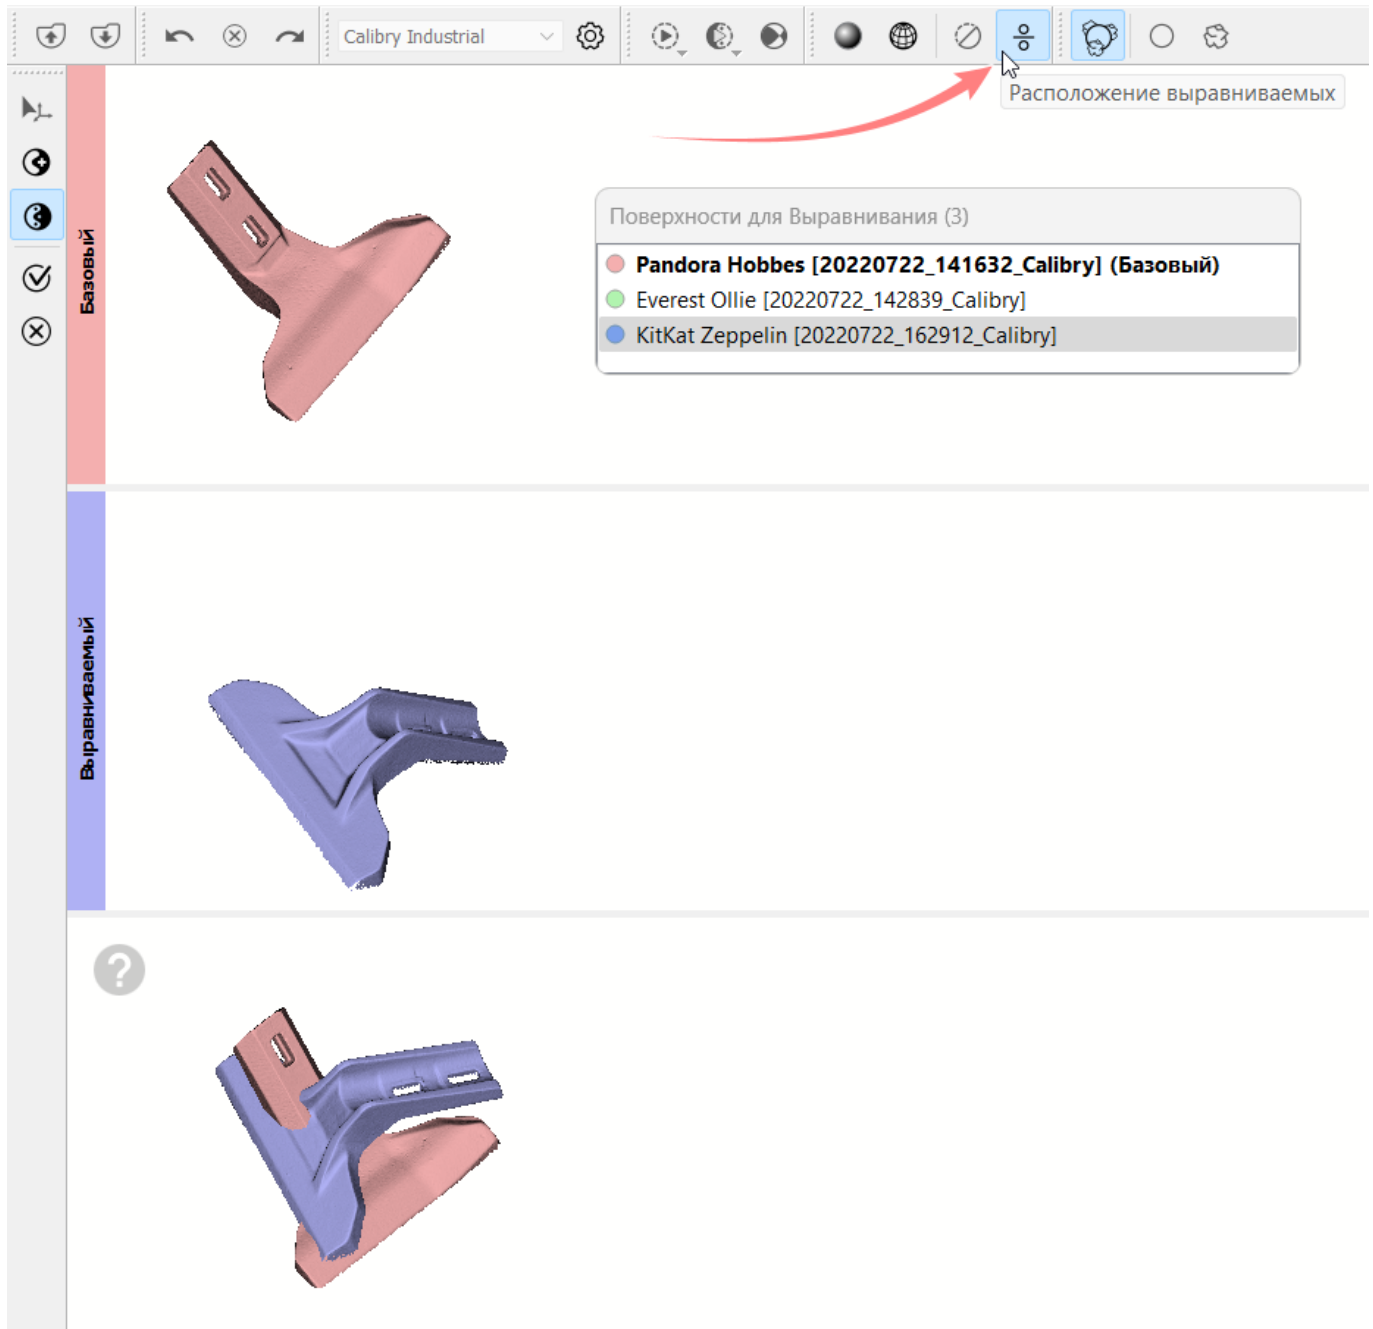 Calibry Industrial
Расположение выравниваемых
Базовый
Поверхности для Выравнивания (3)
Pandora Hobbes [20220722_141632_Calibry] (Базовый)
Everest Ollie [20220722_142839_Calibry]
KitKat Zeppelin [20220722_162912_Calibry]
Выравниваемый
?